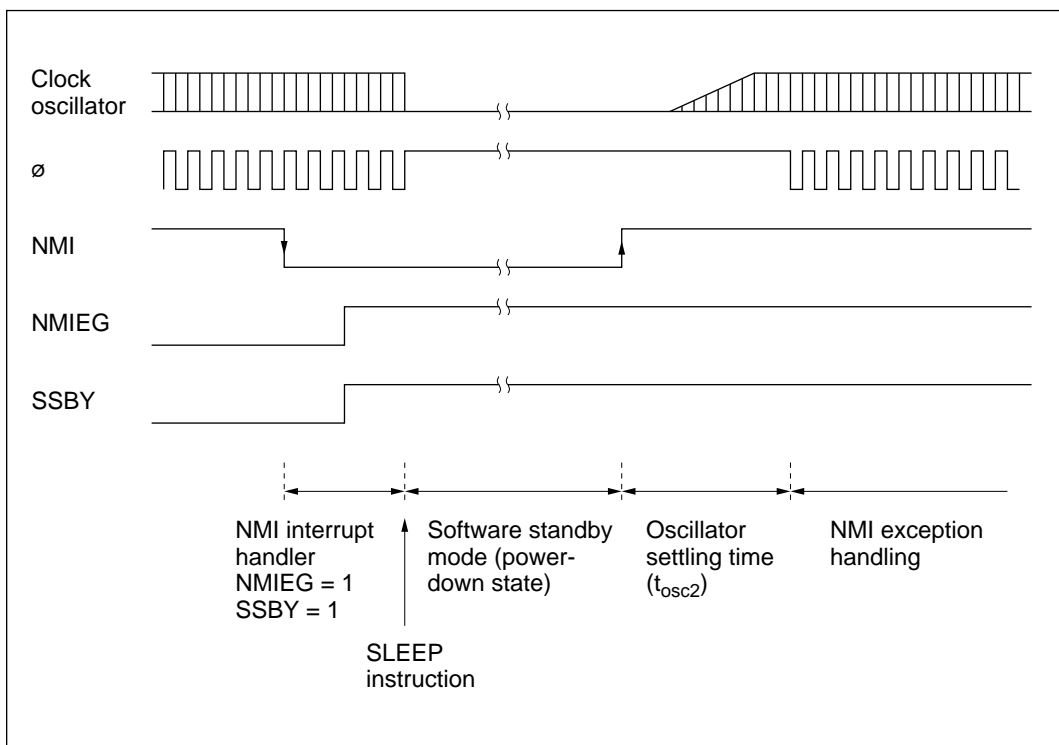 Clock
oscillator
ø
NMI
NMIEG
SSBY
NMI interrupt
handler
NMIEG = 1
SSBY = 1
Software standby
mode (power-
down state)
Oscillator
settling time
(tosc2)
NMI exception
handling
SLEEP
instruction